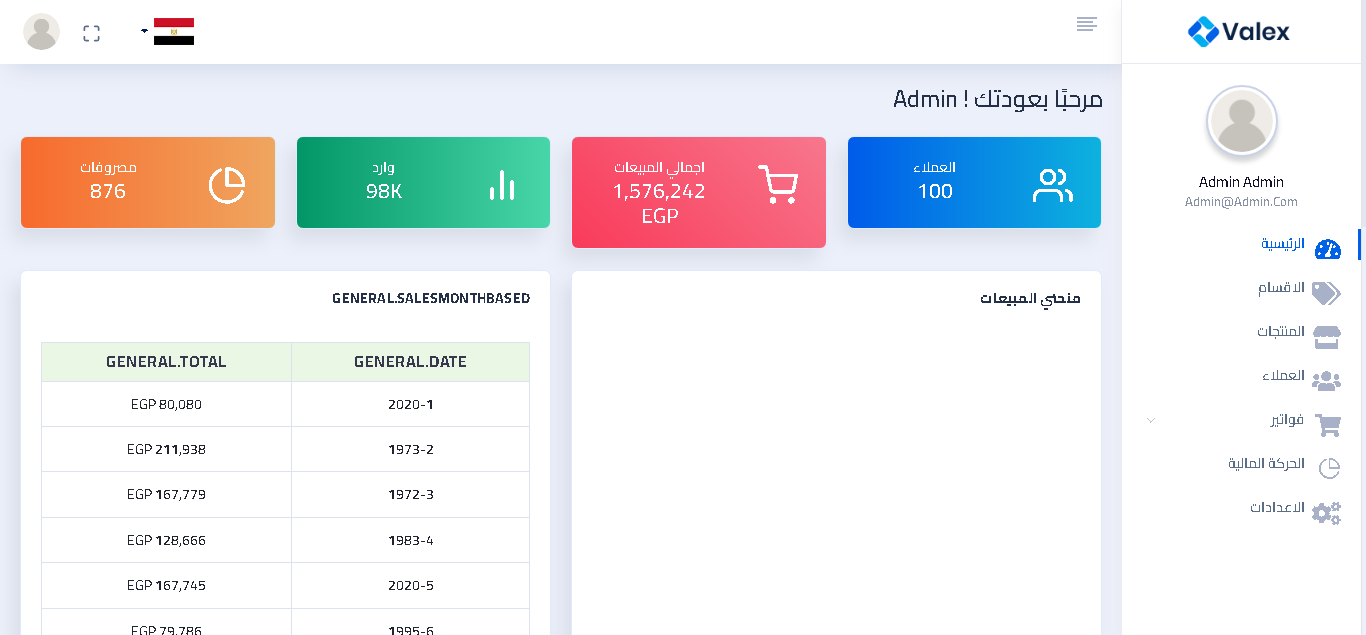 Valex
مرحبًا بعودتك ! Admin
Admin Admin
Admin@Admin.Com
الرئيسية
الاقسام
المنتجات
العملاء
فواتير
الحركة المالية
الاعدادات
العملاء
100
اجمالي المبيعات
1,576,242
EGP
وارد
98K
مصروفات
876
منحني المبيعات
GENERAL.SALESMONTHBASED
GENERAL.DATE GENERAL.TOTAL
2020-1 EGP 80,080
1973-2 EGP 211,938
1972-3 EGP 167,779
1983-4 EGP 128,666
2020-5 EGP 167,745
1995-6 EGP 79,786